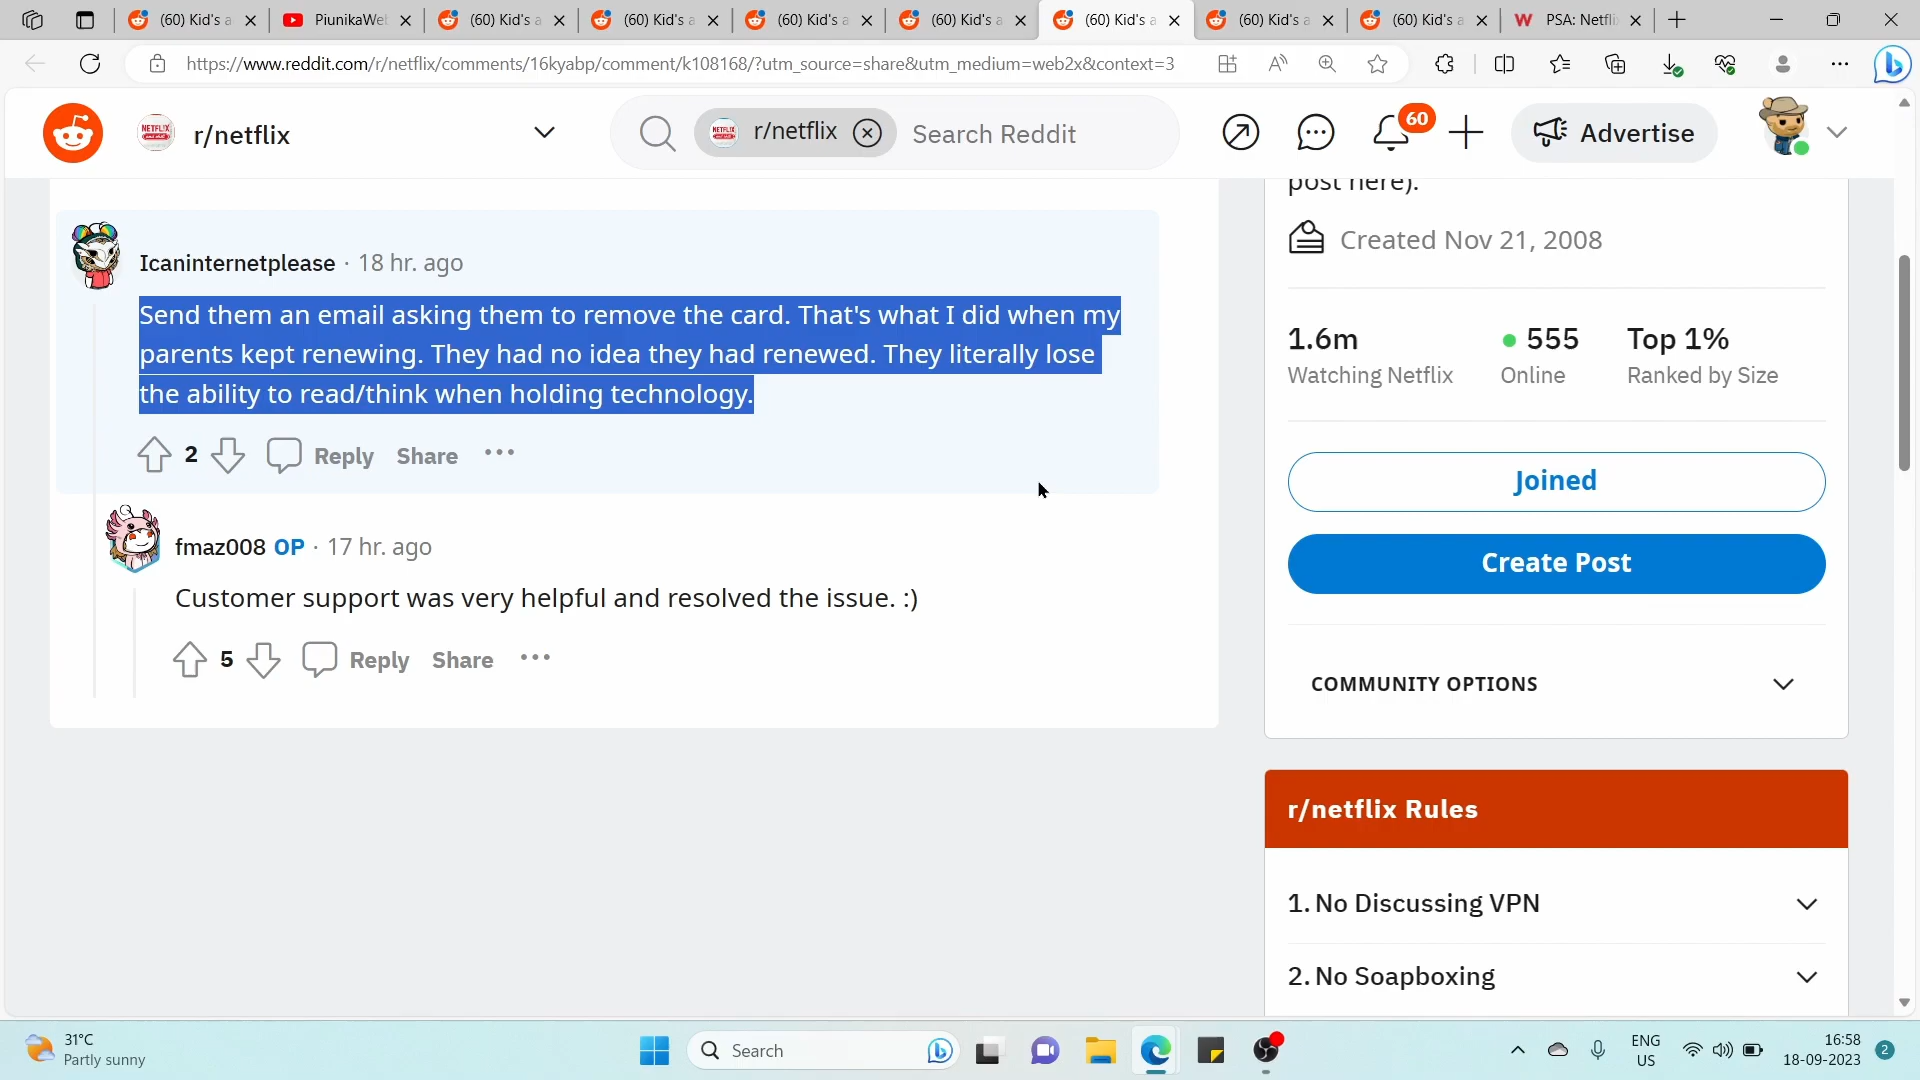 (60) Kid's a
PiunikaWe
(60) Kid's a
(60) Kid's a
(60) Kid's a
(60) Kid's a
(60) Kid's a
(60) Kid's a
(60) Kid's a
W PSA: Netfli
https://www.reddit.com/r/netflix/comments/16kyabp/comment/k108168/?utm_source=share&utm_medium=web2x&context=3
r/netflix
r/netflix
Search Reddit
60
Advertise
post here).
Created Nov 21, 2008
Icaninternetplease · 18 hr. ago
Send them an email asking them to remove the card. That's what I did when my
parents kept renewing. They had no idea they had renewed. They literally lose
the ability to read/think when holding technology.
2
Reply
Share
fmaz008 OP · 17 hr. ago
Customer support was very helpful and resolved the issue. :)
5
Reply
Share
1.6m
555
Top 1%
Watching Netflix
Online
Ranked by Size
Joined
Create Post
COMMUNITY OPTIONS
r/netflix Rules
1. No Discussing VPN
2. No Soapboxing
31°C
Partly sunny
Search
ENG
US
16:58
18-09-2023
2